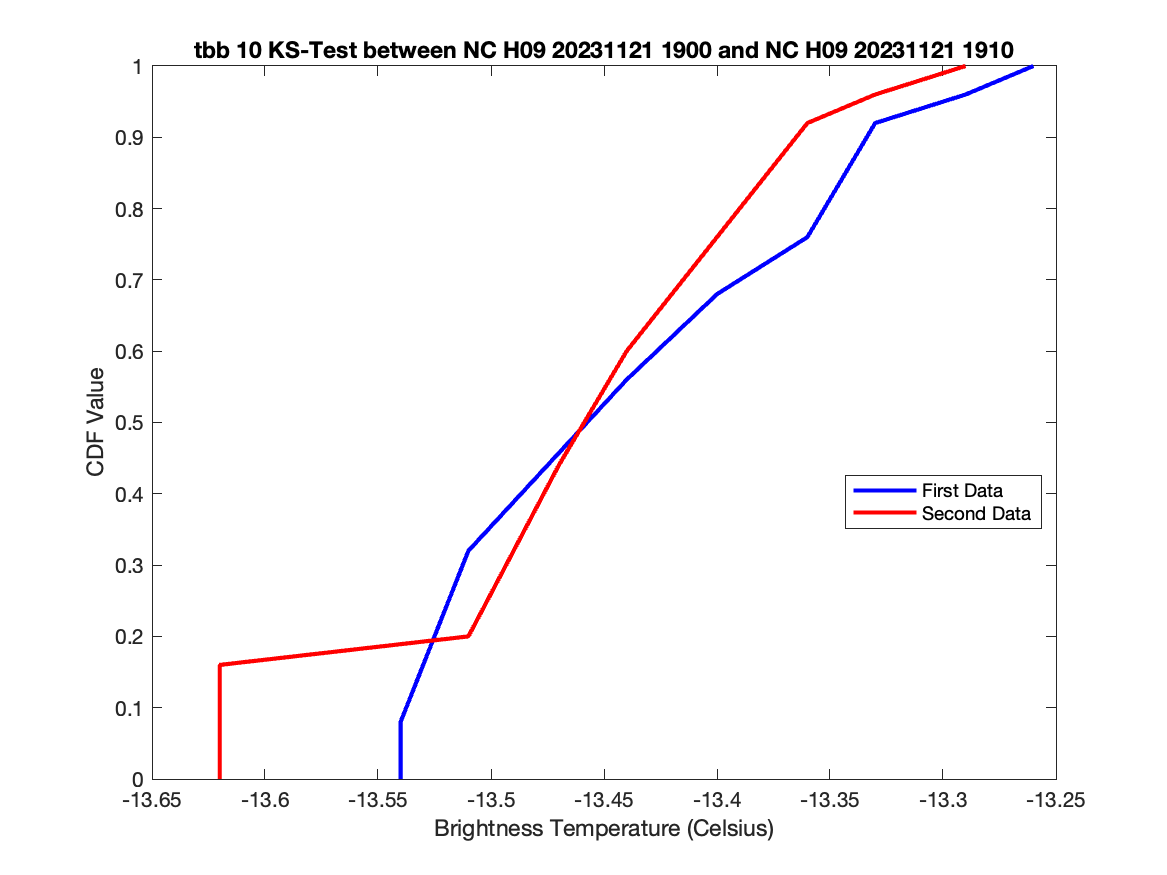 tbb 10 KS-Test between NC H09 20231121 1900 and NC H09 20231121 1910
1
0.9
0.8
0.7
0.6
0.5
0.4
0.3
0.2
0.1
0
CDF Value
First Data
Second Data
-13.65 -13.6 -13.55 -13.5 -13.45 -13.4 -13.35 -13.3 -13.25
Brightness Temperature (Celsius)